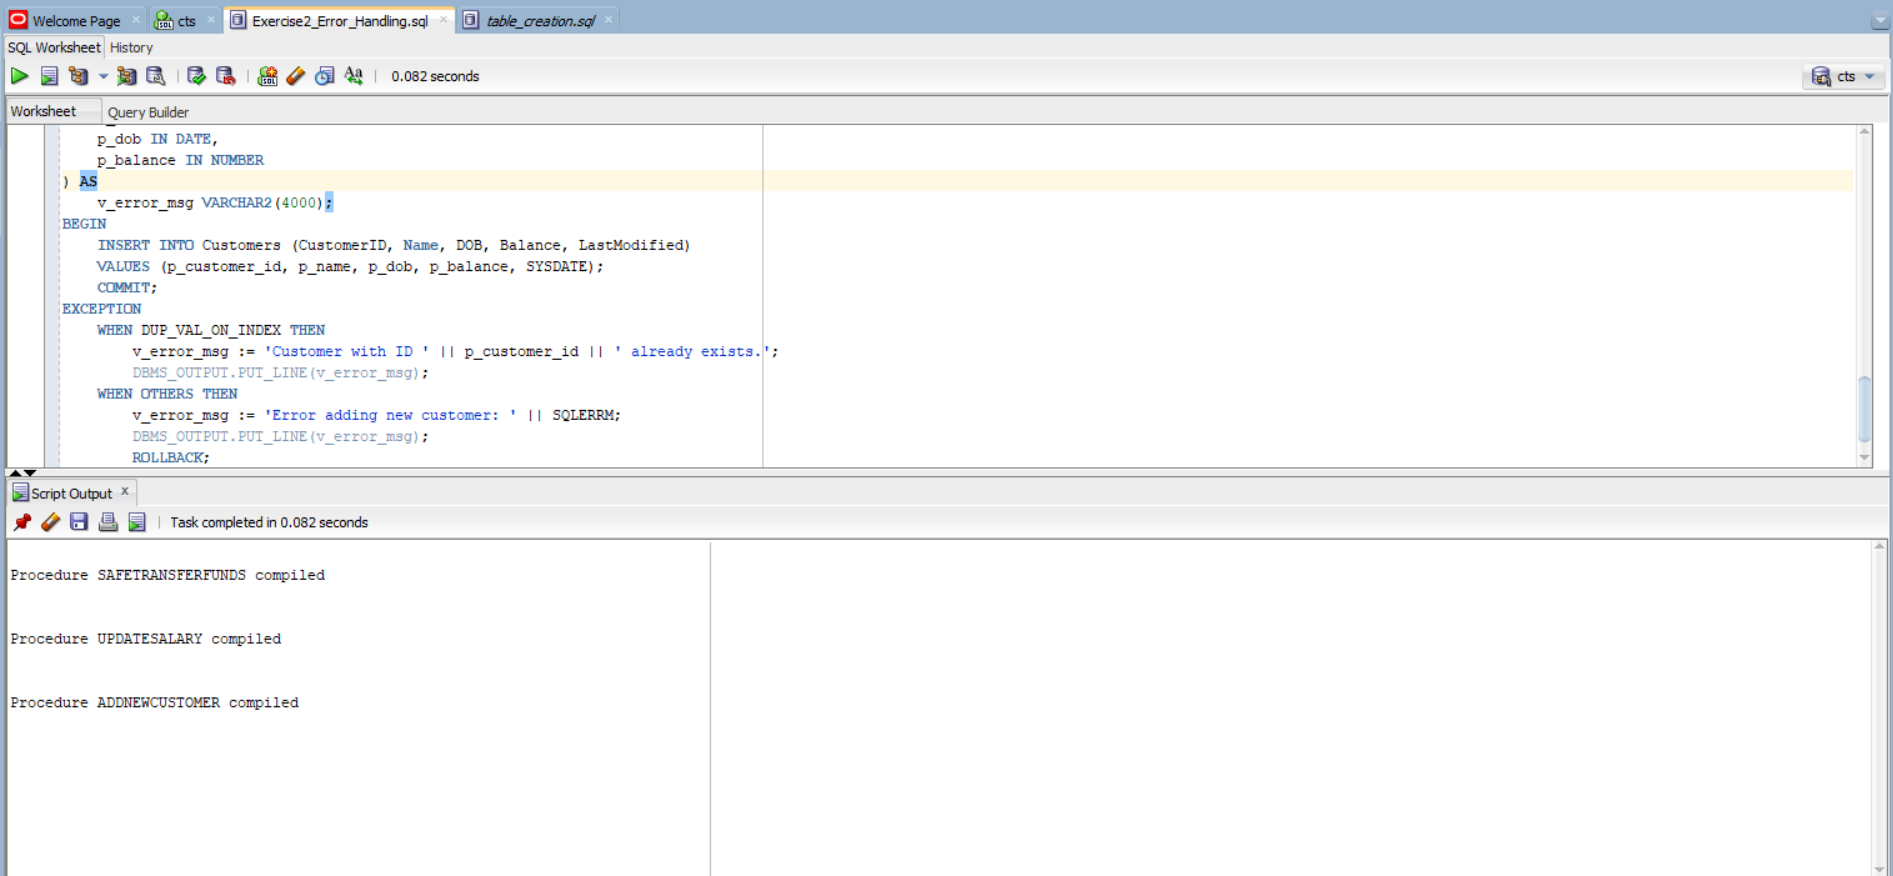 Welcome Page cts Exercise2_Error_Handling.sql table_creation.sql
SQL Worksheet History
0.082 seconds cts
Worksheet Query Builder
p_dob IN DATE,
p_balance IN NUMBER
) AS
v_error_msg VARCHAR2(4000);
BEGIN
INSERT INTO Customers (CustomerID, Name, DOB, Balance, LastModified)
VALUES (p_customer_id, p_name, p_dob, p_balance, SYSDATE);
COMMIT;
EXCEPTION
WHEN DUP_VAL_ON_INDEX THEN
v_error_msg := 'Customer with ID ' || p_customer_id || ' already exists.';
DBMS_OUTPUT.PUT_LINE(v_error_msg);
WHEN OTHERS THEN
v_error_msg := 'Error adding new customer: ' || SQLERRM;
DBMS_OUTPUT.PUT_LINE(v_error_msg);
ROLLBACK;
Script Output
Task completed in 0.082 seconds
Procedure SAFETRANSFERFUNDS compiled
Procedure UPDATESALARY compiled
Procedure ADDNEWCUSTOMER compiled